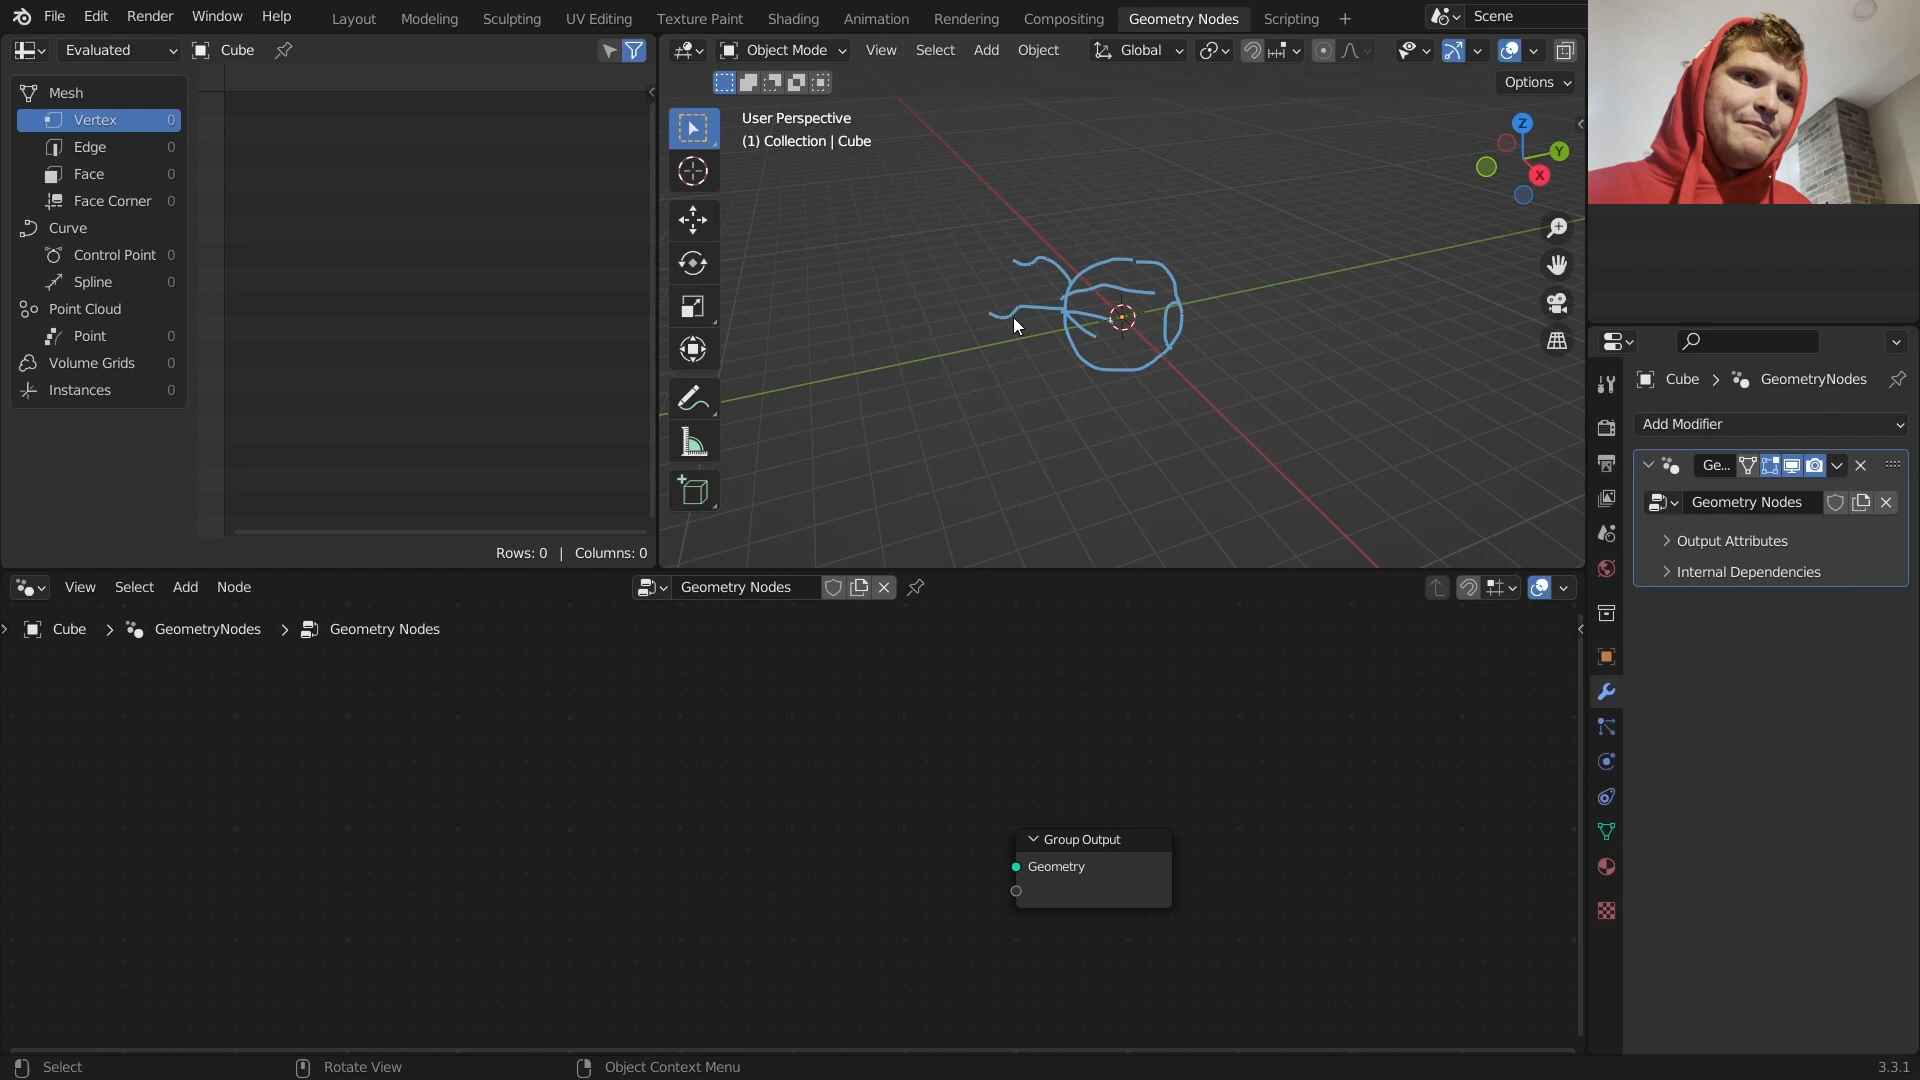 File Edit Render Window Help Layout Modeling Sculpting UV Editing Texture Paint Shading Animation Rendering Compositing Geometry Nodes Scripting + Scene
Evaluated Cube
Object Mode View Select Add Object Global
Options
Mesh
Vertex 0
Edge 0
Face 0
Face Corner 0
Curve
Control Point 0
Spline 0
Point Cloud
Point 0
Volume Grids 0
Instances 0
Rows: 0 | Columns: 0
User Perspective
(1) Collection | Cube
Z
Y
X
Cube > GeometryNodes
Add Modifier
Ge...
Geometry Nodes
Output Attributes
Internal Dependencies
View Select Add Node Geometry Nodes
Cube > GeometryNodes > Geometry Nodes
Group Output
Geometry
Select Rotate View Object Context Menu 3.3.1